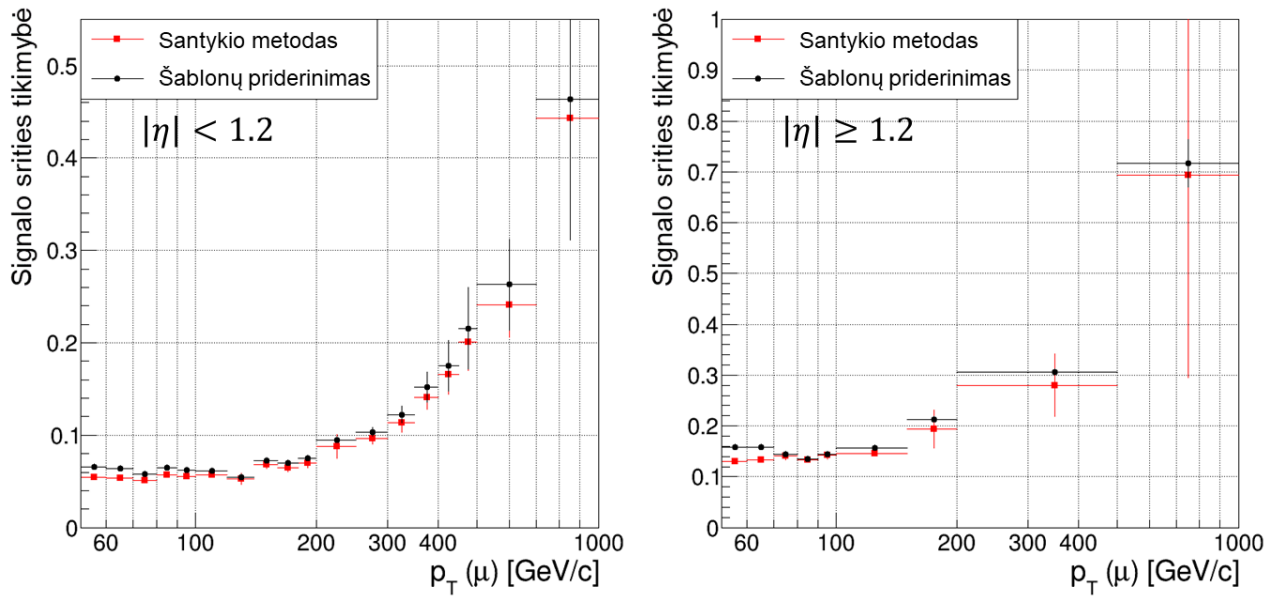 Signalo srities tikimybė
Santykio metodas
Šablonų priderinimas
|η| < 1.2
0.5
0.4
0.3
0.2
0.1
0
60
100
200
300
400
1000
p_T (μ) [GeV/c]
Signalo srities tikimybė
Santykio metodas
Šablonų priderinimas
|η| ≥ 1.2
1
0.9
0.8
0.7
0.6
0.5
0.4
0.3
0.2
0.1
0
60
100
200
300
400
1000
p_T (μ) [GeV/c]